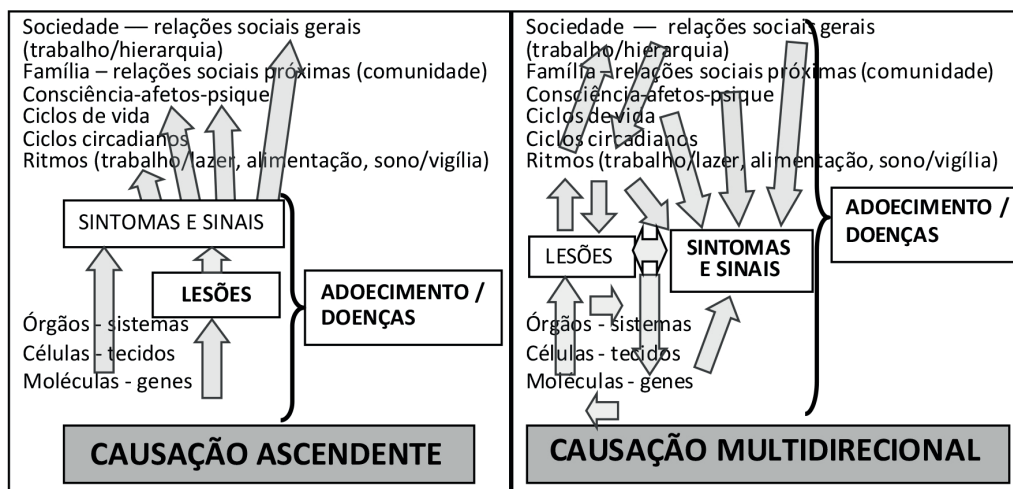 Sociedade — relações sociais gerais
(trabalho/hierarquia)
Família – relações sociais próximas (comunidade)
Consciência-afetos-psique
Ciclos de vida
Ciclos circadianos
Ritmos (trabalho/lazer, alimentação, sono/vigília)
SINTOMAS E SINAIS
LESÕES
ADOECIMENTO /
DOENÇAS
Órgãos - sistemas
Células - tecidos
Moléculas - genes
CAUSAÇÃO ASCENDENTE
Sociedade — relações sociais gerais
(trabalho/hierarquia)
Família - relações sociais próximas (comunidade)
Consciência-afetos-psique
Ciclos de vida
Ciclos circadianos
Ritmos (trabalho/lazer, alimentação, sono/vigília)
LESÕES
SINTOMAS
E SINAIS
ADOECIMENTO /
DOENÇAS
Órgãos - sistemas
Células - tecidos
Moléculas - genes
CAUSAÇÃO MULTIDIRECIONAL